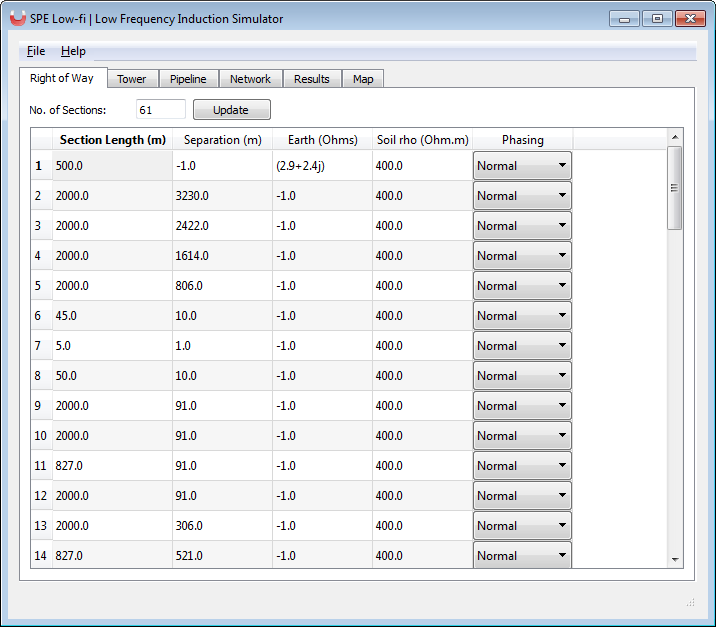 SPE Low-fi | Low Frequency Induction Simulator
File Help
Right of Way Tower Pipeline Network Results Map
No. of Sections: 61 Update
Section Length (m) Separation (m) Earth (Ohms) Soil rho (Ohm.m) Phasing
1 500.0 -1.0 (2.9+2.4j) 400.0 Normal
2 2000.0 3230.0 -1.0 400.0 Normal
3 2000.0 2422.0 -1.0 400.0 Normal
4 2000.0 1614.0 -1.0 400.0 Normal
5 2000.0 806.0 -1.0 400.0 Normal
6 45.0 10.0 -1.0 400.0 Normal
7 5.0 1.0 -1.0 400.0 Normal
8 50.0 10.0 -1.0 400.0 Normal
9 2000.0 91.0 -1.0 400.0 Normal
10 2000.0 91.0 -1.0 400.0 Normal
11 827.0 91.0 -1.0 400.0 Normal
12 2000.0 91.0 -1.0 400.0 Normal
13 2000.0 306.0 -1.0 400.0 Normal
14 827.0 521.0 -1.0 400.0 Normal